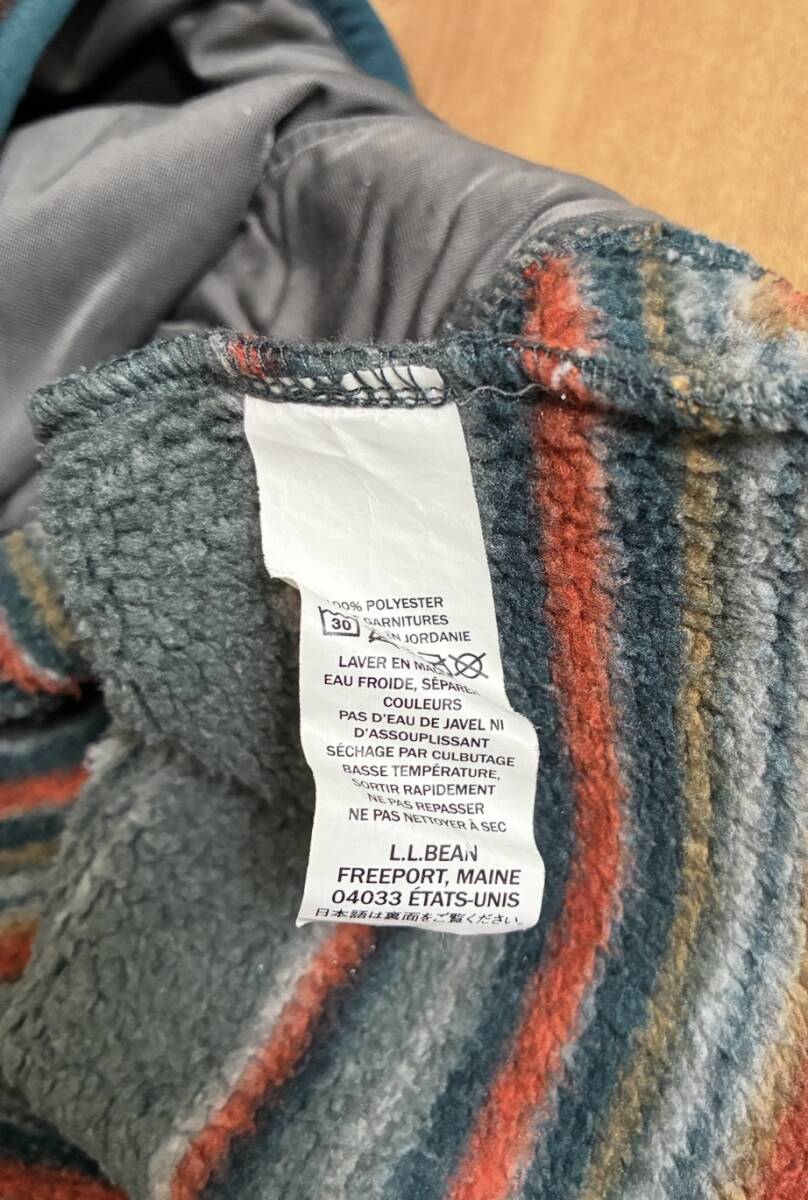 100% POLYESTER
GARNITURES
30
EN JORDANIE
LAVER EN
EAU FROIDE,
COULEURS
PAS D'EAU DE JAVEL NI
D'ASSOUPLISSANT
SÉCHAGE PAR CULBUTAGE
BASSE TEMPÉRATURE,
SORTIR RAPIDEMENT
NE PAS REPASSER
NE PAS NETTOYER À SEC
L.L.BEAN
FREEPORT, MAINE
04033 ÉTATS-UNIS
日本語は裏面をご覧ください。